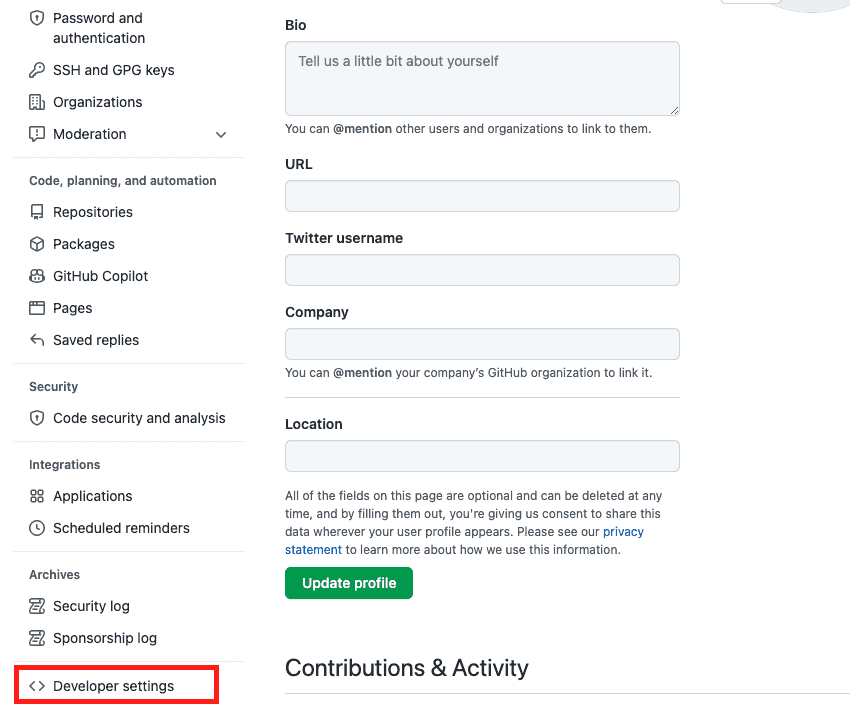 Password and
authentication
SSH and GPG keys
Organizations
Moderation
Code, planning, and automation
Repositories
Packages
GitHub Copilot
Pages
Saved replies
Security
Code security and analysis
Integrations
Applications
Scheduled reminders
Archives
Security log
Sponsorship log
Developer settings
Bio
Tell us a little bit about yourself
You can @mention other users and organizations to link to them.
URL
Twitter username
Company
You can @mention your company’s GitHub organization to link it.
Location
All of the fields on this page are optional and can be deleted at any
time, and by filling them out, you're giving us consent to share this
data wherever your user profile appears. Please see our privacy
statement to learn more about how we use this information.
Update profile
Contributions & Activity